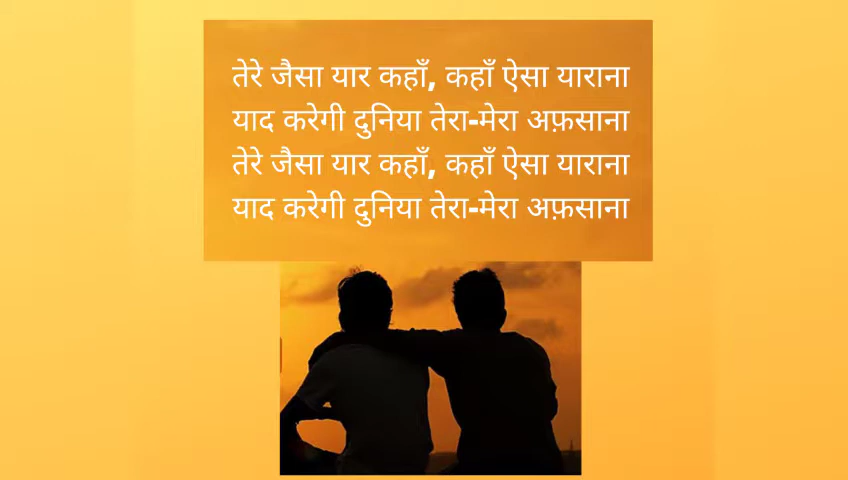 तेरे जैसा यार कहाँ, कहाँ ऐसा याराना
याद करेगी दुनिया तेरा-मेरा अफ़साना
तेरे जैसा यार कहाँ, कहाँ ऐसा याराना
याद करेगी दुनिया तेरा-मेरा अफ़साना